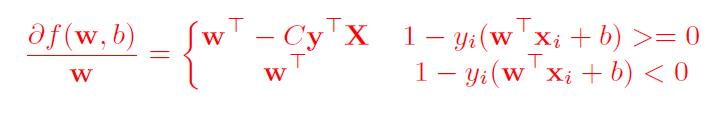 ∂f(w, b) / w = { w^⊤ − Cy^⊤X    1 − y_i(w^⊤x_i + b) >= 0
w^⊤    1 − y_i(w^⊤x_i + b) < 0